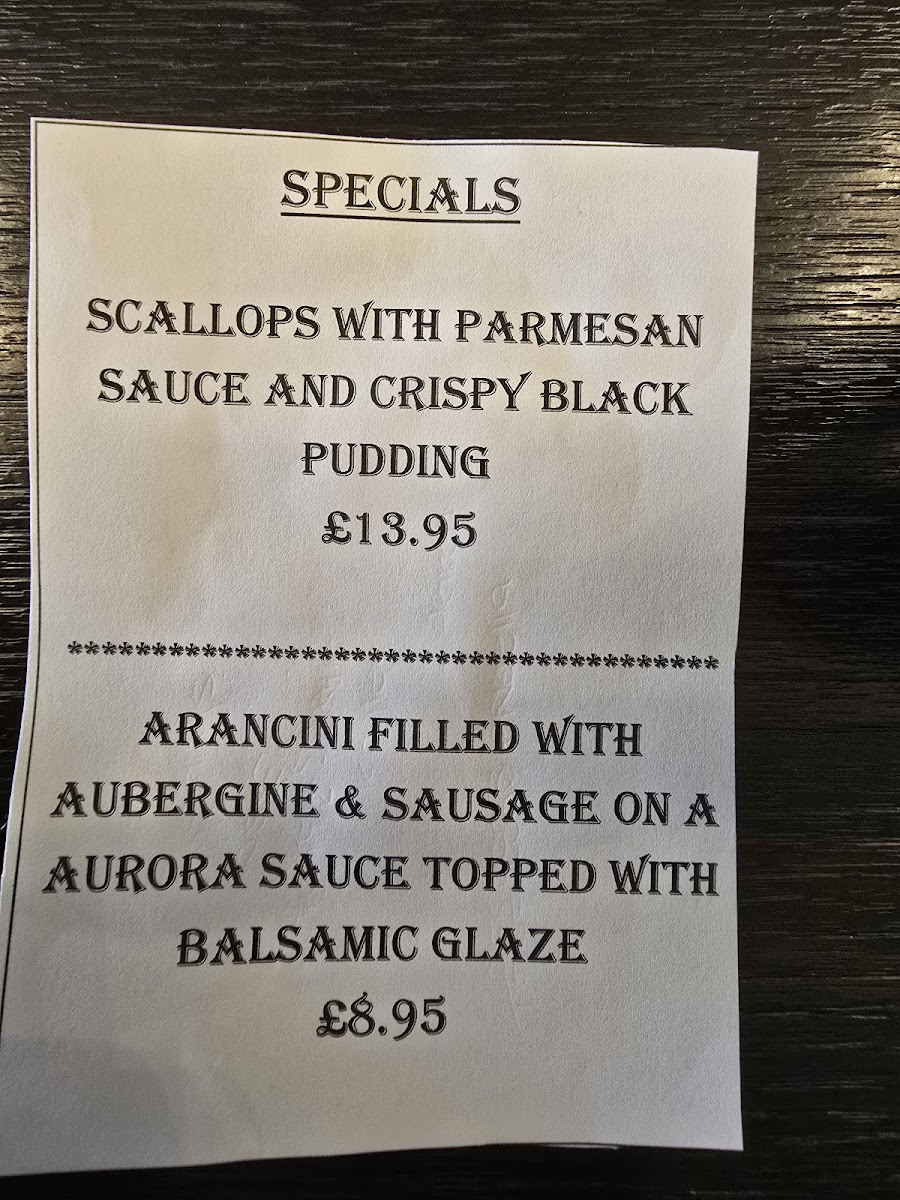 SPECIALS
SCALLOPS WITH PARMESAN
SAUCE AND CRISPY BLACK
PUDDING
£13.95
***************************************
ARANCINI FILLED WITH
AUBERGINE & SAUSAGE ON A
AURORA SAUCE TOPPED WITH
BALSAMIC GLAZE
£8.95